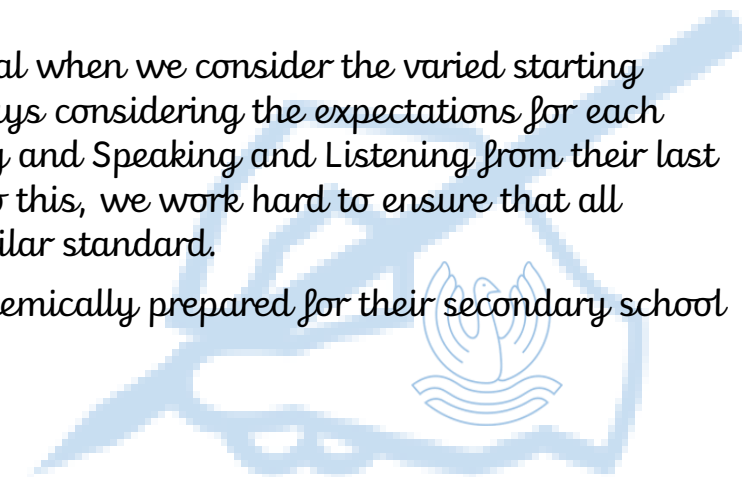 al when we consider the varied starting
ys considering the expectations for each
and Speaking and Listening from their last
this, we work hard to ensure that all
ilar standard.
emically prepared for their secondary school